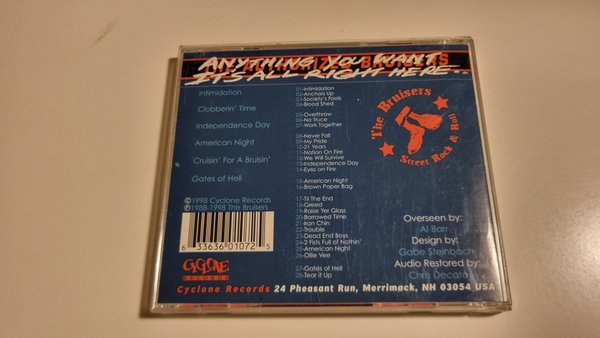 ANYTHING YOU WANT
IT'S ALL RIGHT HERE...
Intimidation
Clobberin' Time
Independence Day
American Night
"Cruisin' For A Bruisin'"
Gates of Hell
01-Intimidation
02-Anchors Up
03-Society's Fools
04-Blood Shed
05-Overthrow
06-No Truce
07-Work Together
08-Never Fall
09-My Pride
10-21 Years
11-Notion On Fire
12-We Will Survive
13-Independence Day
14-Eyes on Fire
15-American Night
16-Brown Paper Bag
17-Til The End
18-Greed
19-Raise Yer Glass
20-Borrowed Time
21-Iron Chin
22-Trouble
23-Dead End Boys
24-2 Fists Full of Nothin'
25-American Night
26-Ollie Vee
27-Gates of Hell
28-Tear it Up
The Bruisers
Street Rock & Roll
©1998 Cyclone Records
℗1988-1998 The Bruisers
6 33636 01072 5
CYCLONE
RECORDS
Overseen by:
Al Barr
Design by:
Gabe Steinbach
Audio Restored by:
Chris Decato
Cyclone Records 24 Pheasant Run, Merrimack, NH 03054 USA